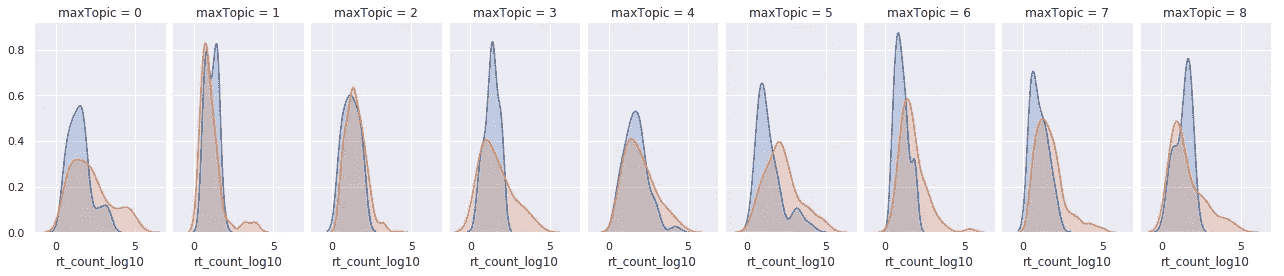 maxTopic = 0 maxTopic = 1 maxTopic = 2 maxTopic = 3 maxTopic = 4 maxTopic = 5 maxTopic = 6 maxTopic = 7 maxTopic = 8
0.8
0.6
0.4
0.2
0.0
0 5 0 5 0 5 0 5 0 5 0 5 0 5 0 5 0 5
rt_count_log10 rt_count_log10 rt_count_log10 rt_count_log10 rt_count_log10 rt_count_log10 rt_count_log10 rt_count_log10 rt_count_log10